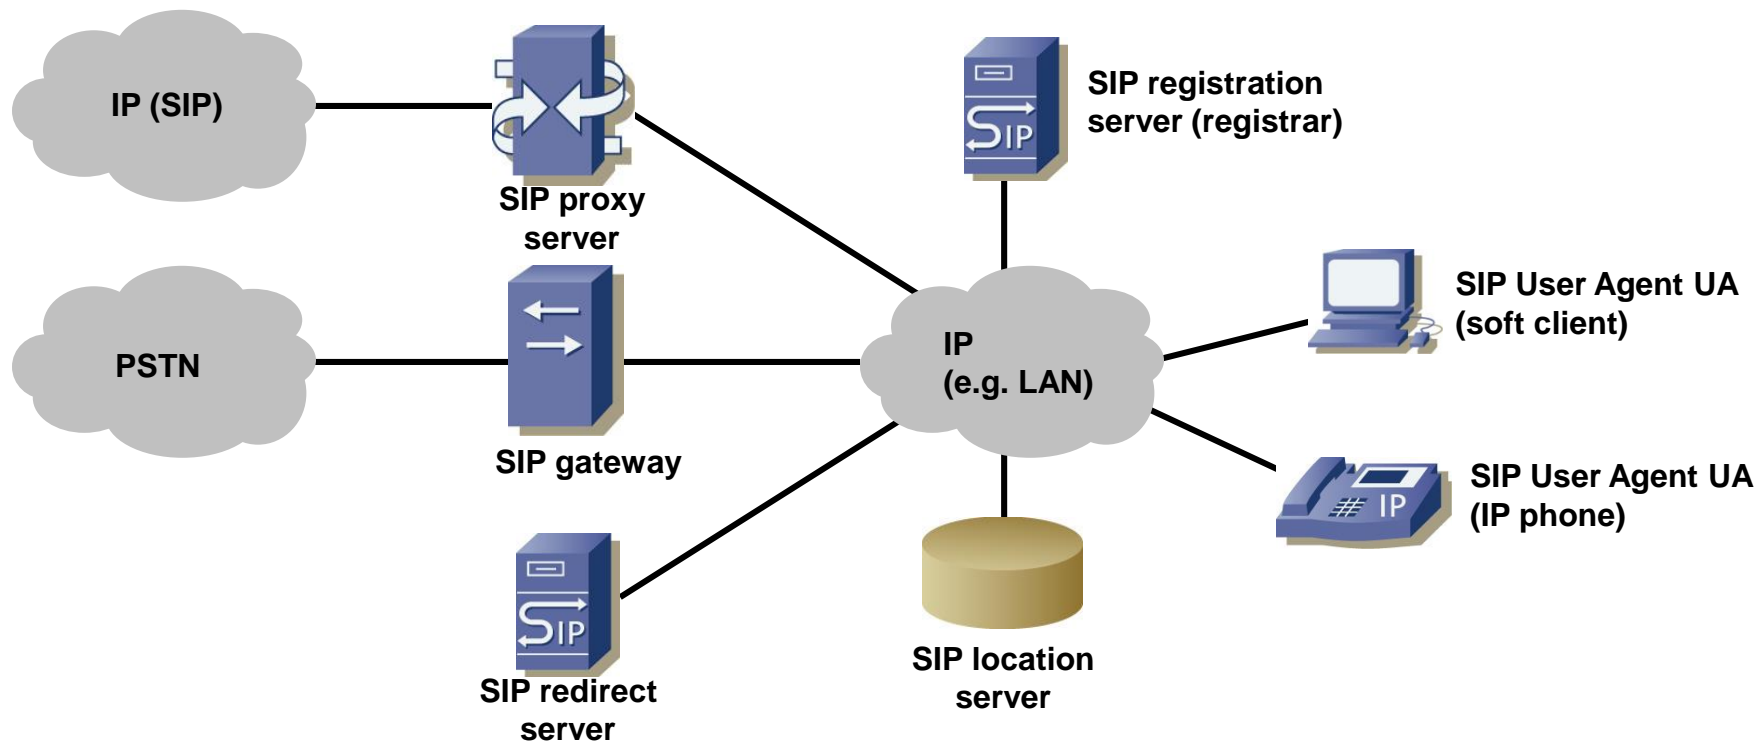 IP (SIP)
SIP proxy
server
SIP
SIP registration
server (registrar)
PSTN
SIP gateway
IP
(e.g. LAN)
SIP User Agent UA
(soft client)
IP
SIP User Agent UA
(IP phone)
SIP
SIP redirect
server
SIP location
server